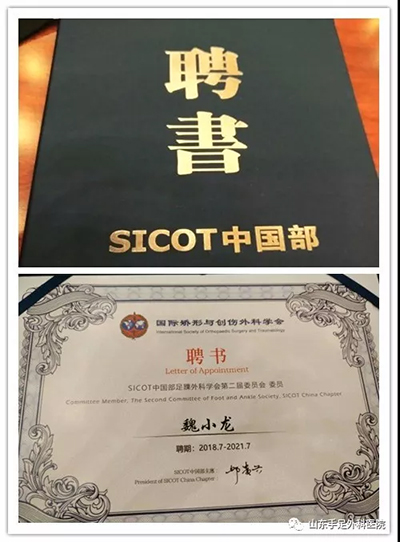 聘
書
SICOT中国部
国际矫形与创伤外科学会
International Society of Orthopaedic Surgery and Traumatology
聘书
Letter of Appointment
SICOT中国部足踝外科学会第二届委员会 委员
Committee Member, The Second Committee of Foot and Ankle Society, SICOT China Chapter
魏小龙
聘期：2018.7-2021.7
SICOT中国部主席：
President of SICOT China Chapter
山东手足外科医院